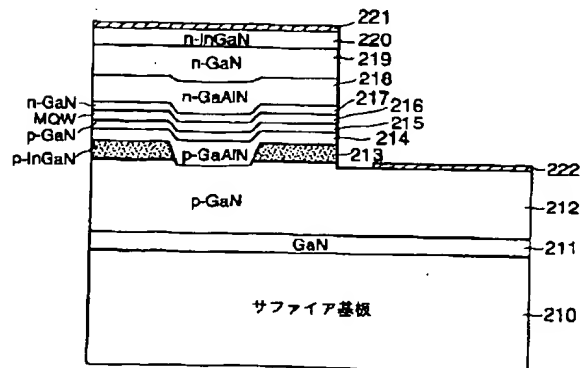 221
n-InGaN
220
n-GaN
219
218
n-GaAlN
n-GaN
217
MQW
216
p-GaN
215
214
p-InGaN
p-GaAlN
213
222
p-GaN
212
GaN
211
サファイア基板
210